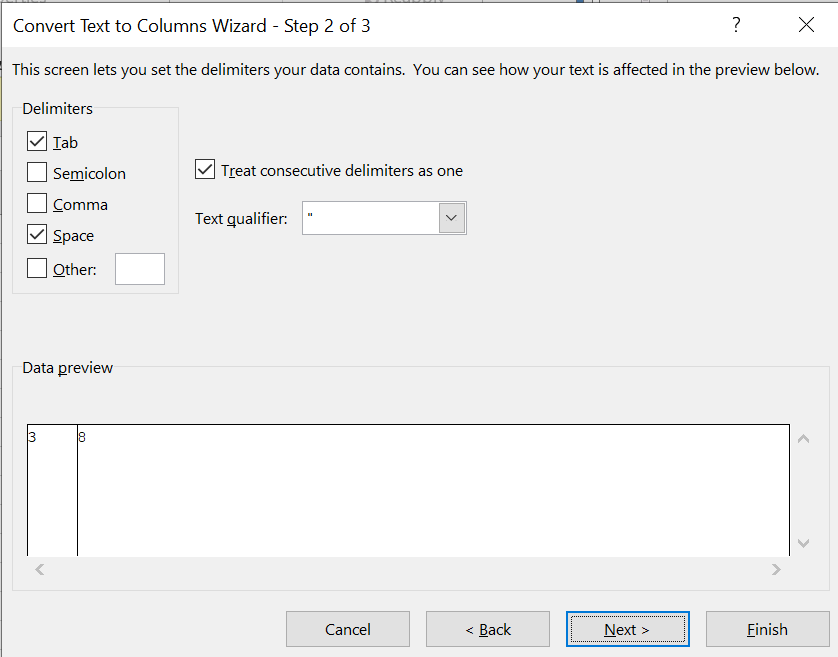 Convert Text to Columns Wizard - Step 2 of 3
?
This screen lets you set the delimiters your data contains.  You can see how your text is affected in the preview below.
Delimiters
Tab
Semicolon
Comma
Space
Other:
Treat consecutive delimiters as one
Text qualifier: "
Data preview
3 8
Cancel
< Back
Next >
Finish